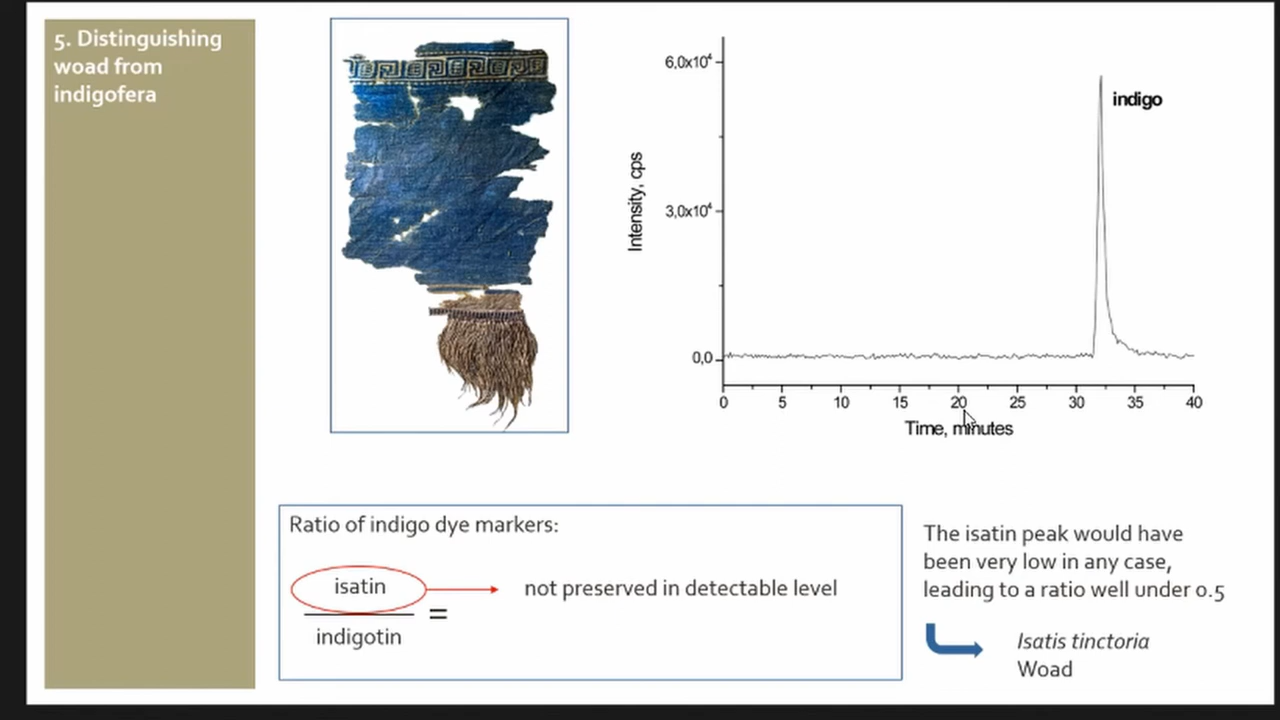 5. Distinguishing
woad from
indigofera
6,0x10⁴
3,0x10⁴
0,0
Intensity, cps
indigo
0 5 10 15 20 25 30 35 40
Time, minutes
Ratio of indigo dye markers:
isatin
not preserved in detectable level
=
indigotin
The isatin peak would have
been very low in any case,
leading to a ratio well under 0.5
Isatis tinctoria
Woad